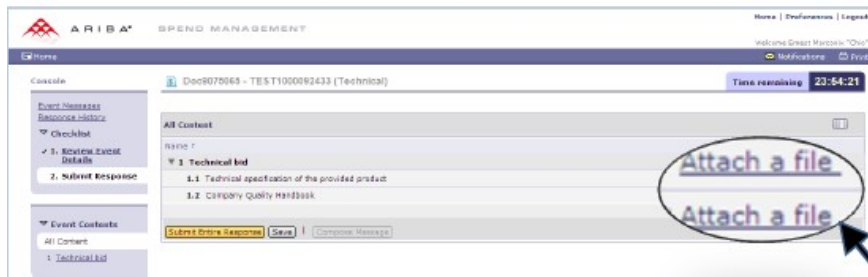 ARIBA SPEND MANAGEMENT
Home | Preferences | Logout
Home
Notifications Print
Console
Doc9078068 - TEST1000092433 (Technical)
Time remaining 23:54:21
Event Messages
Response History
Checklist
1. Review Event Details
2. Submit Response
Event Contents
All Content
1 Technical bid
All Content
Name ↑
1 Technical bid
1.1 Technical specification of the provided product
1.2 Company Quality Handbook
Attach a file
Attach a file
Submit Entire Response Save | Compose Message